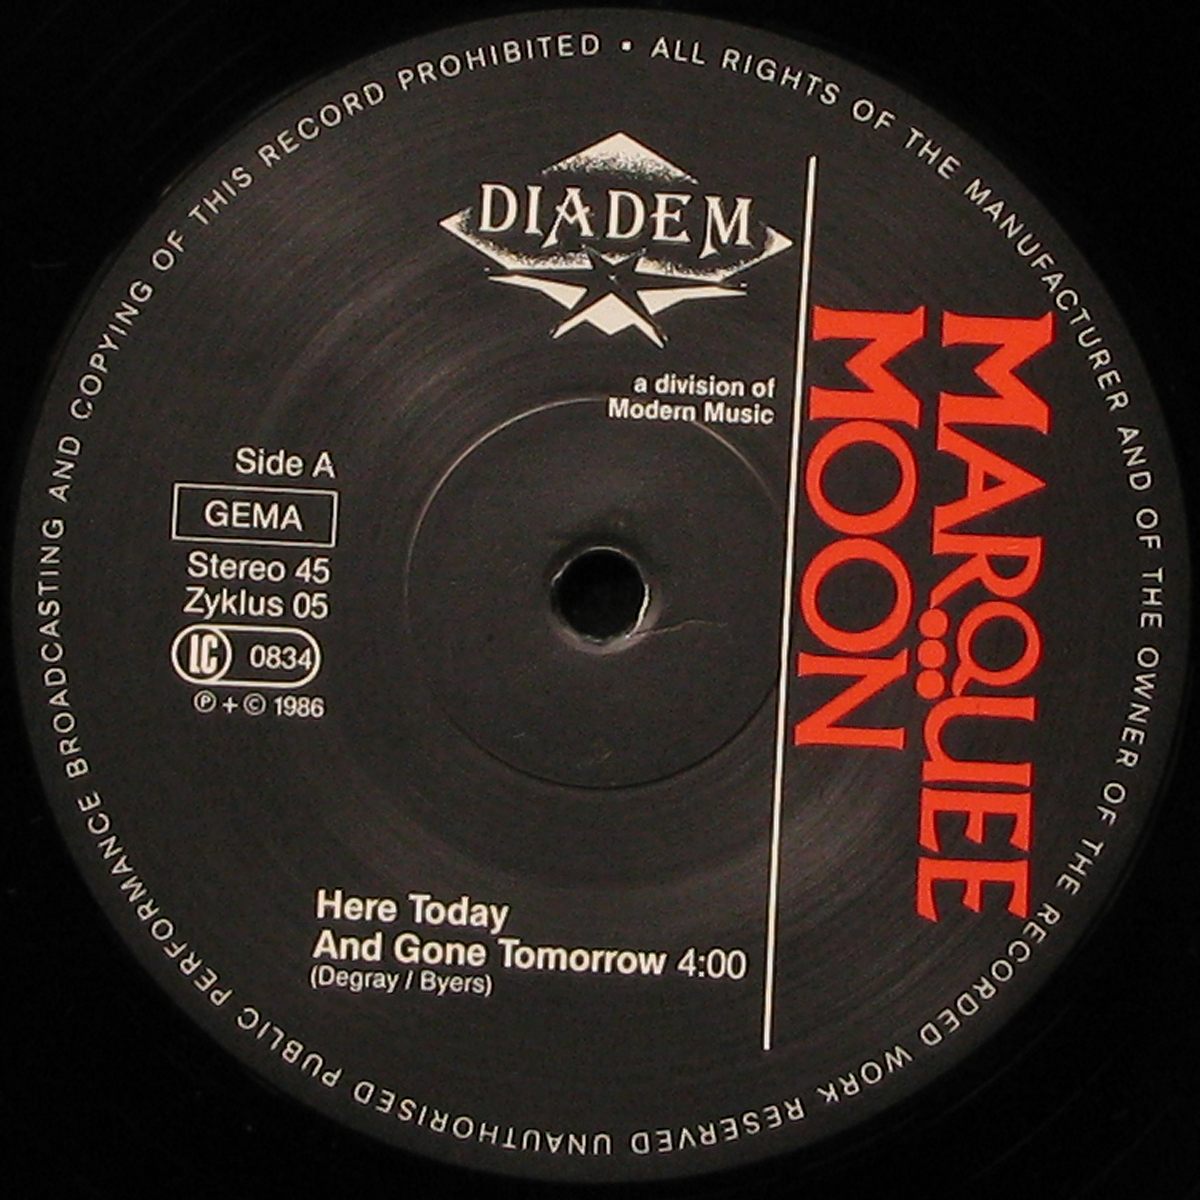 ALL RIGHTS OF THE MANUFACTURER AND OF THE OWNER OF THE RECORDED WORK RESERVED UNAUTHORISED PUBLIC PERFORMANCE BROADCASTING AND COPYING OF THIS RECORD PROHIBITED •
DIADEM
a division of
Modern Music
MARQUEE
MOON
Side A
GEMA
Stereo 45
Zyklus 05
LC 0834
℗ + © 1986
Here Today
And Gone Tomorrow 4:00
(Degray / Byers)